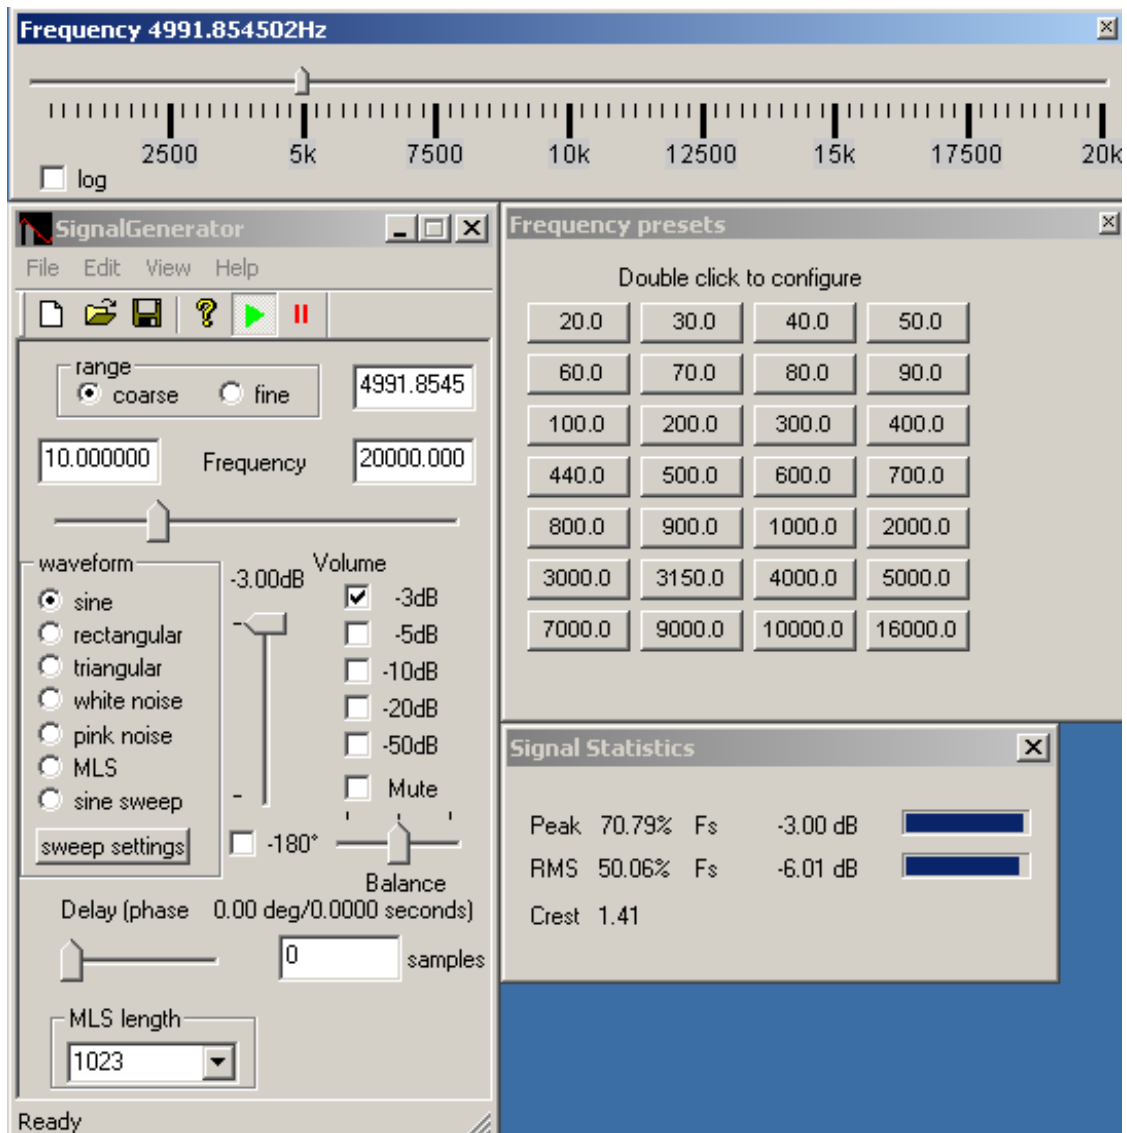 Frequency 4991.854502Hz
2500 5k 7500 10k 12500 15k 17500 20k
log
SignalGenerator
File Edit View Help
range
coarse fine 4991.8545
10.000000 Frequency 20000.000
waveform
sine
rectangular
triangular
white noise
pink noise
MLS
sine sweep
sweep settings
-3.00dB
Volume
-3dB
-5dB
-10dB
-20dB
-50dB
Mute
-180°
Balance
Delay (phase 0.00 deg/0.0000 seconds)
0 samples
MLS length
1023
Ready
Frequency presets
Double click to configure
20.0 30.0 40.0 50.0
60.0 70.0 80.0 90.0
100.0 200.0 300.0 400.0
440.0 500.0 600.0 700.0
800.0 900.0 1000.0 2000.0
3000.0 3150.0 4000.0 5000.0
7000.0 9000.0 10000.0 16000.0
Signal Statistics
Peak 70.79% Fs -3.00 dB
RMS 50.06% Fs -6.01 dB
Crest 1.41